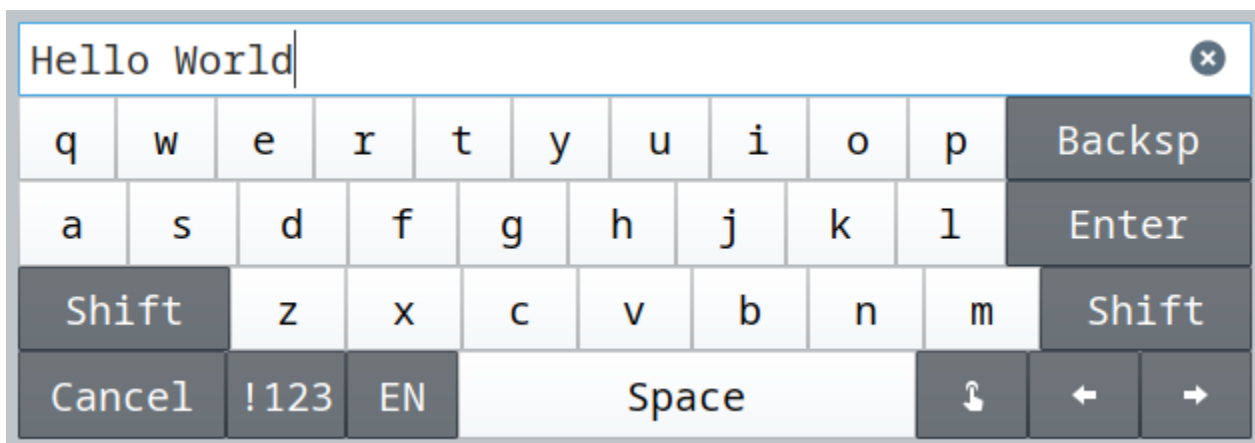 Hello World
q w e r t y u i o p Backsp
a s d f g h j k l Enter
Shift z x c v b n m Shift
Cancel !123 EN Space